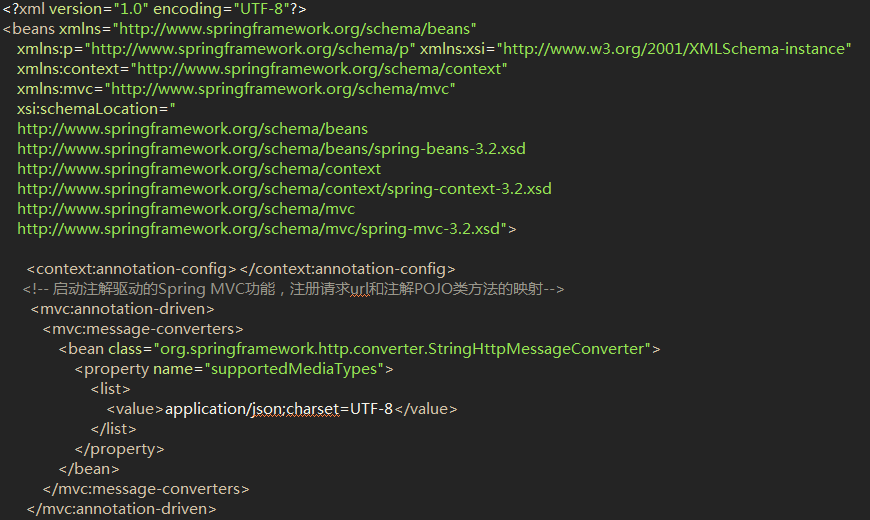 <?xml version="1.0" encoding="UTF-8"?>
<beans xmlns="http://www.springframework.org/schema/beans"
xmlns:p="http://www.springframework.org/schema/p" xmlns:xsi="http://www.w3.org/2001/XMLSchema-instance"
xmlns:context="http://www.springframework.org/schema/context"
xmlns:mvc="http://www.springframework.org/schema/mvc"
xsi:schemaLocation="
http://www.springframework.org/schema/beans
http://www.springframework.org/schema/beans/spring-beans-3.2.xsd
http://www.springframework.org/schema/context
http://www.springframework.org/schema/context/spring-context-3.2.xsd
http://www.springframework.org/schema/mvc
http://www.springframework.org/schema/mvc/spring-mvc-3.2.xsd">
<context:annotation-config></context:annotation-config>
<!-- 启动注解驱动的Spring MVC功能，注册请求url和注解POJO类方法的映射-->
<mvc:annotation-driven>
<mvc:message-converters>
<bean class="org.springframework.http.converter.StringHttpMessageConverter">
<property name="supportedMediaTypes">
<list>
<value>application/json;charset=UTF-8</value>
</list>
</property>
</bean>
</mvc:message-converters>
</mvc:annotation-driven>